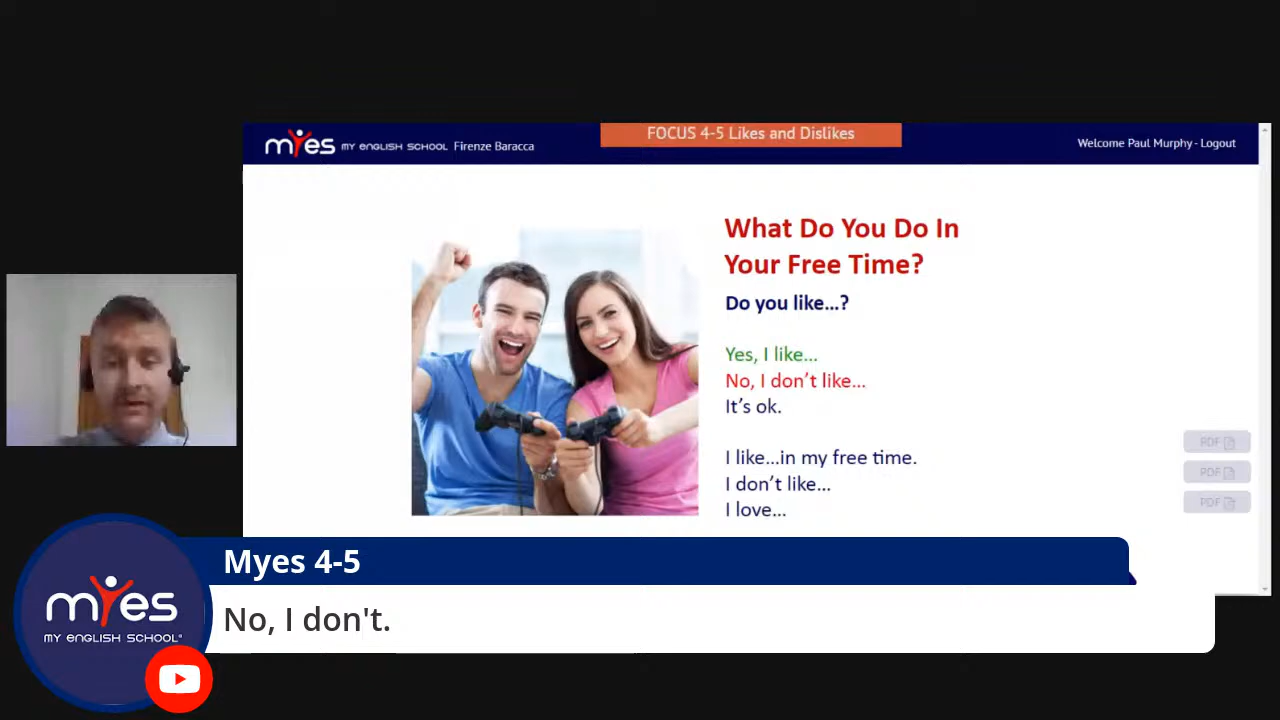 FOCUS 4-5 Likes and Dislikes
myes MY ENGLISH SCHOOL Firenze Baracca
Welcome Paul Murphy - Logout
What Do You Do In
Your Free Time?
Do you like...?
Yes, I like...
No, I don't like...
It's ok.
I like...in my free time.
I don't like...
I love...
PDF
PDF
PDF
Myes 4-5
No, I don't.
myes
MY ENGLISH SCHOOL®